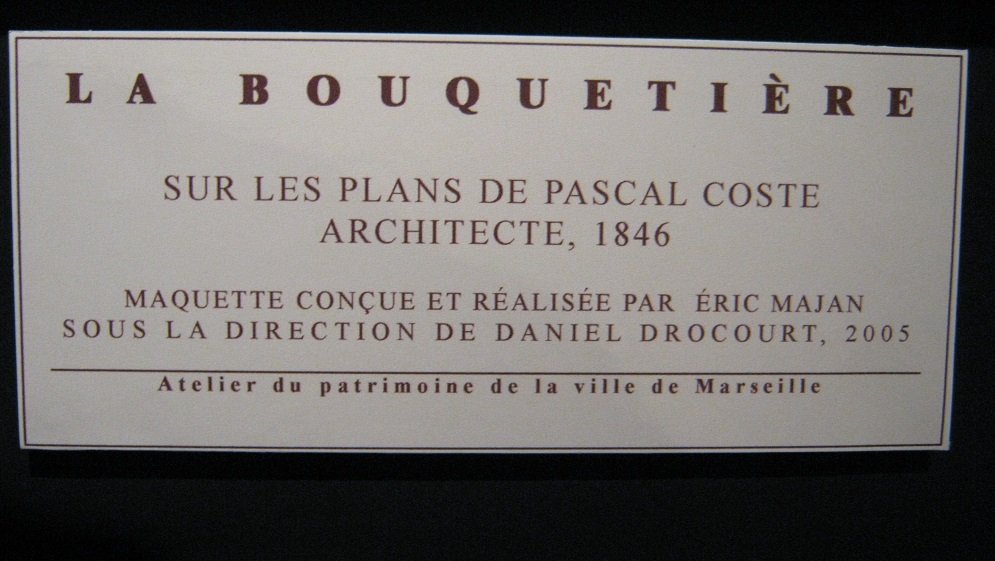 LA BOUQUETIÈRE
SUR LES PLANS DE PASCAL COSTE
ARCHITECTE, 1846
MAQUETTE CONÇUE ET RÉALISÉE PAR ÉRIC MAJAN
SOUS LA DIRECTION DE DANIEL DROCOURT, 2005
Atelier du patrimoine de la ville de Marseille